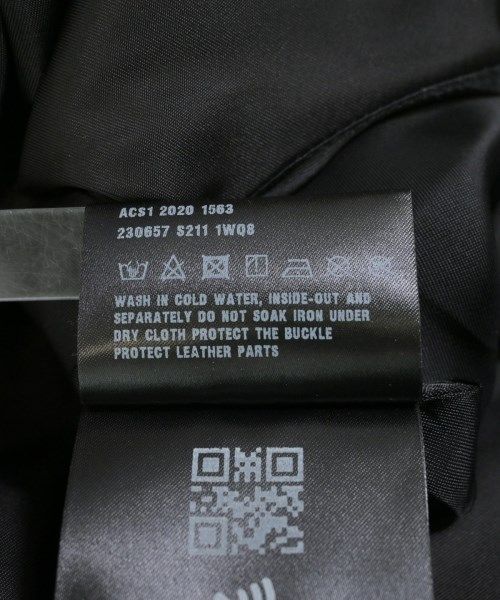 ACS1 2020 1563
230657 S211 1WQ8
WASH IN COLD WATER, INSIDE-OUT AND
SEPARATELY DO NOT SOAK IRON UNDER
DRY CLOTH PROTECT THE BUCKLE
PROTECT LEATHER PARTS